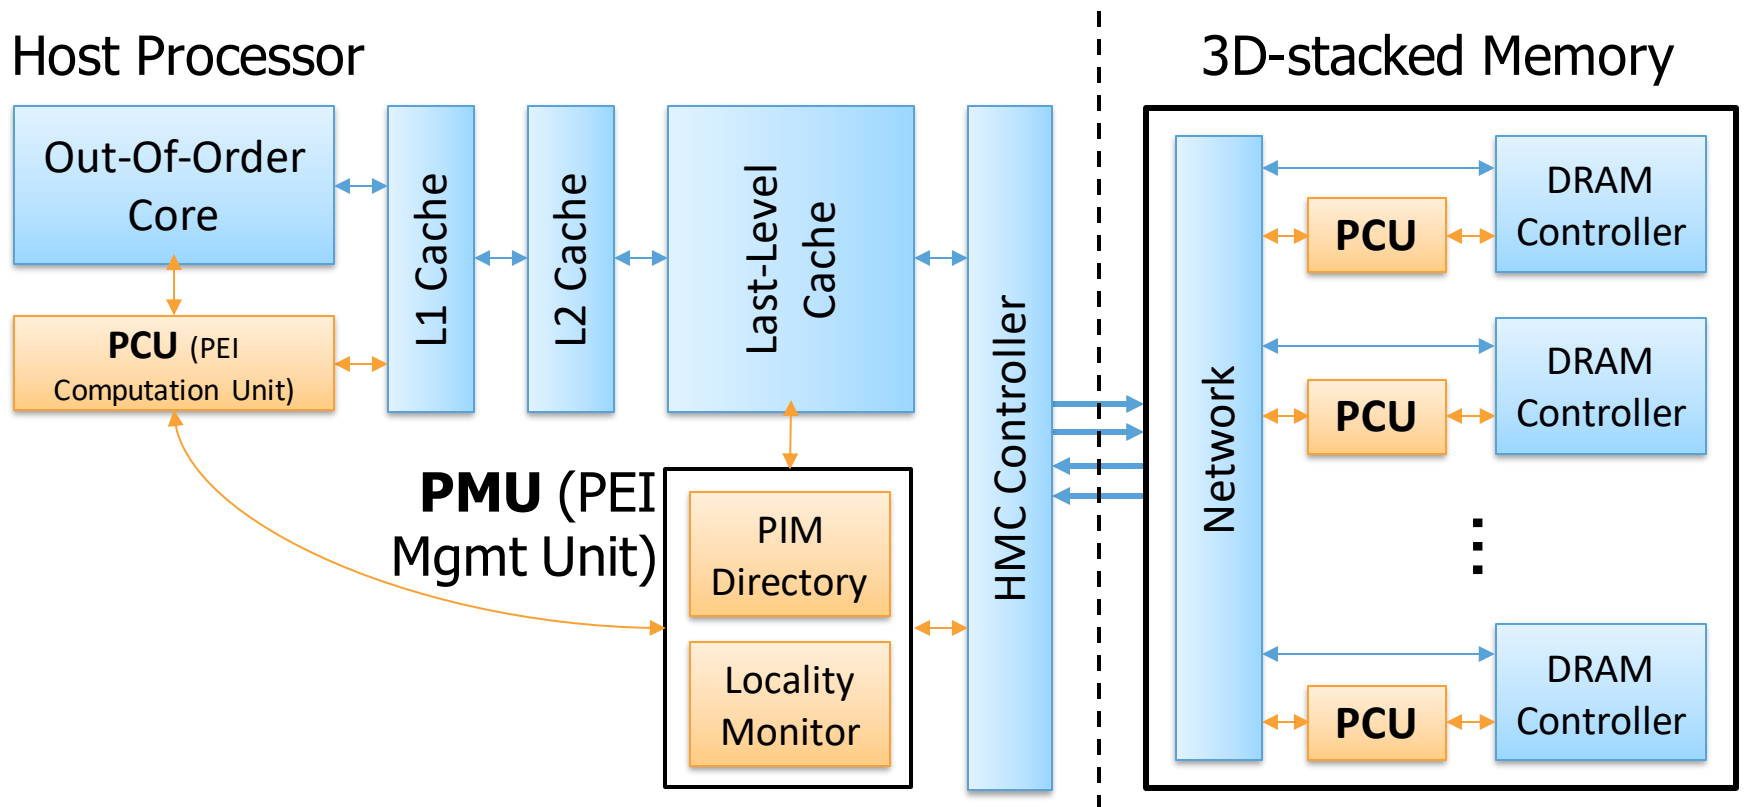 Host Processor
3D-stacked Memory
Out-Of-Order
Core
L1 Cache
L2 Cache
Last-Level
Cache
HMC Controller
PCU (PEI
Computation Unit)
PMU (PEI
Mgmt Unit)
PIM
Directory
Locality
Monitor
Network
PCU
DRAM
Controller
PCU
DRAM
Controller
...
PCU
DRAM
Controller